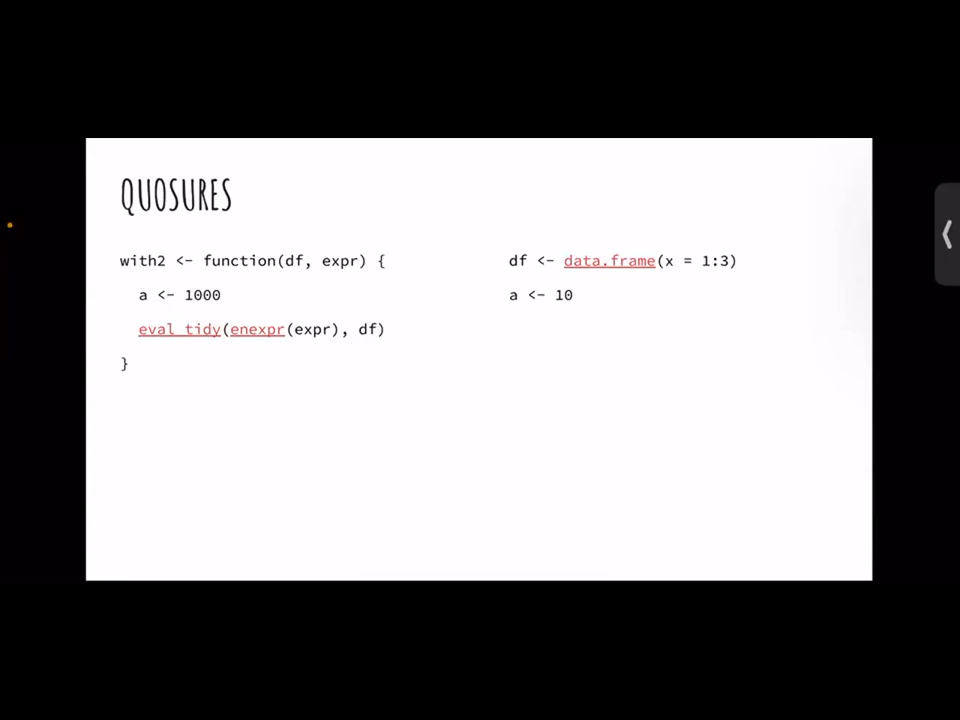 QUOSURES
with2 <- function(df, expr) {
  a <- 1000
  eval_tidy(enexpr(expr), df)
}
df <- data.frame(x = 1:3)
a <- 10